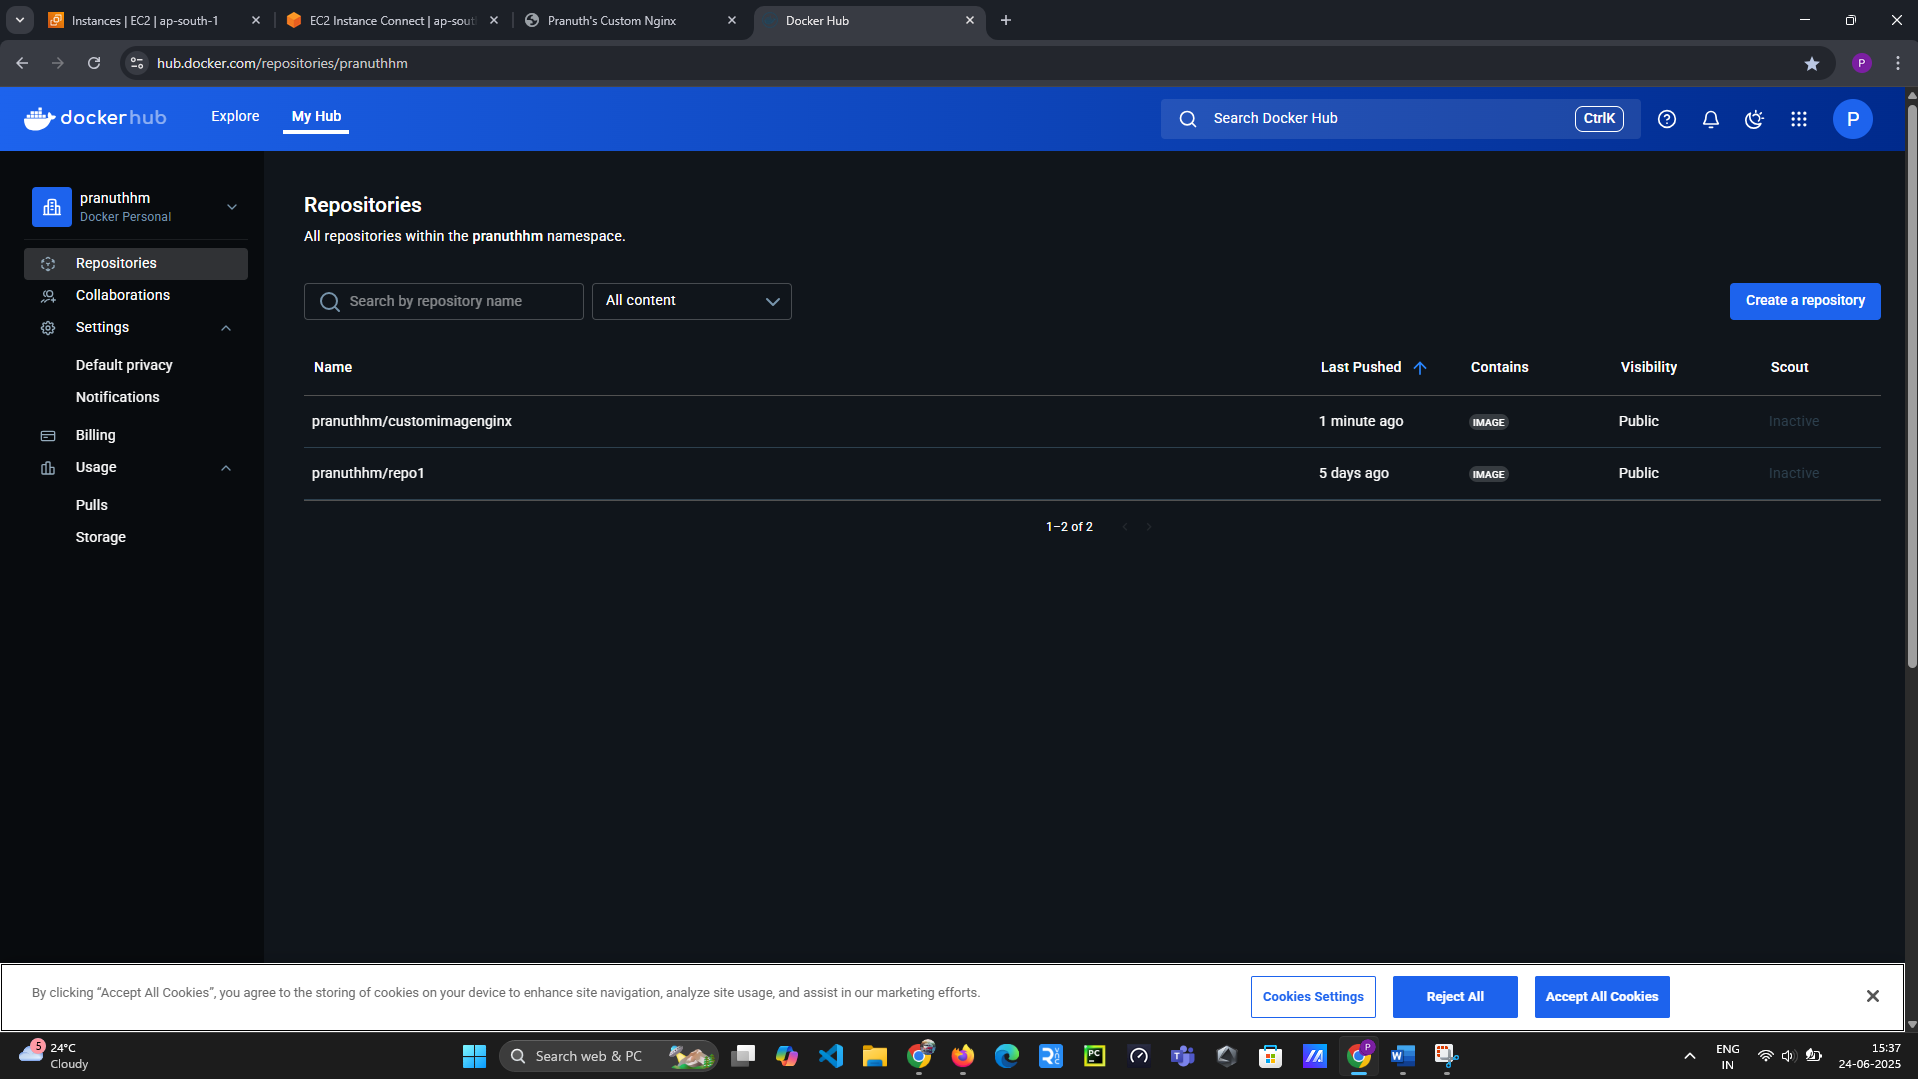 Instances | EC2 | ap-south-1
EC2 Instance Connect | ap-sout
Pranuth's Custom Nginx
Docker Hub
hub.docker.com/repositories/pranuthhm
P
dockerhub
Explore
My Hub
Search Docker Hub
CtrlK
P
pranuthhm
Docker Personal
Repositories
Collaborations
Settings
Default privacy
Notifications
Billing
Usage
Pulls
Storage
Repositories
All repositories within the pranuthhm namespace.
Search by repository name
All content
Create a repository
Name Last Pushed Contains Visibility Scout
pranuthhm/customimagenginx 1 minute ago IMAGE Public Inactive
pranuthhm/repo1 5 days ago IMAGE Public Inactive
1–2 of 2
By clicking “Accept All Cookies”, you agree to the storing of cookies on your device to enhance site navigation, analyze site usage, and assist in our marketing efforts.
Cookies Settings
Reject All
Accept All Cookies
5
24°C
Cloudy
Search web & PC
ENG
IN
15:37
24-06-2025